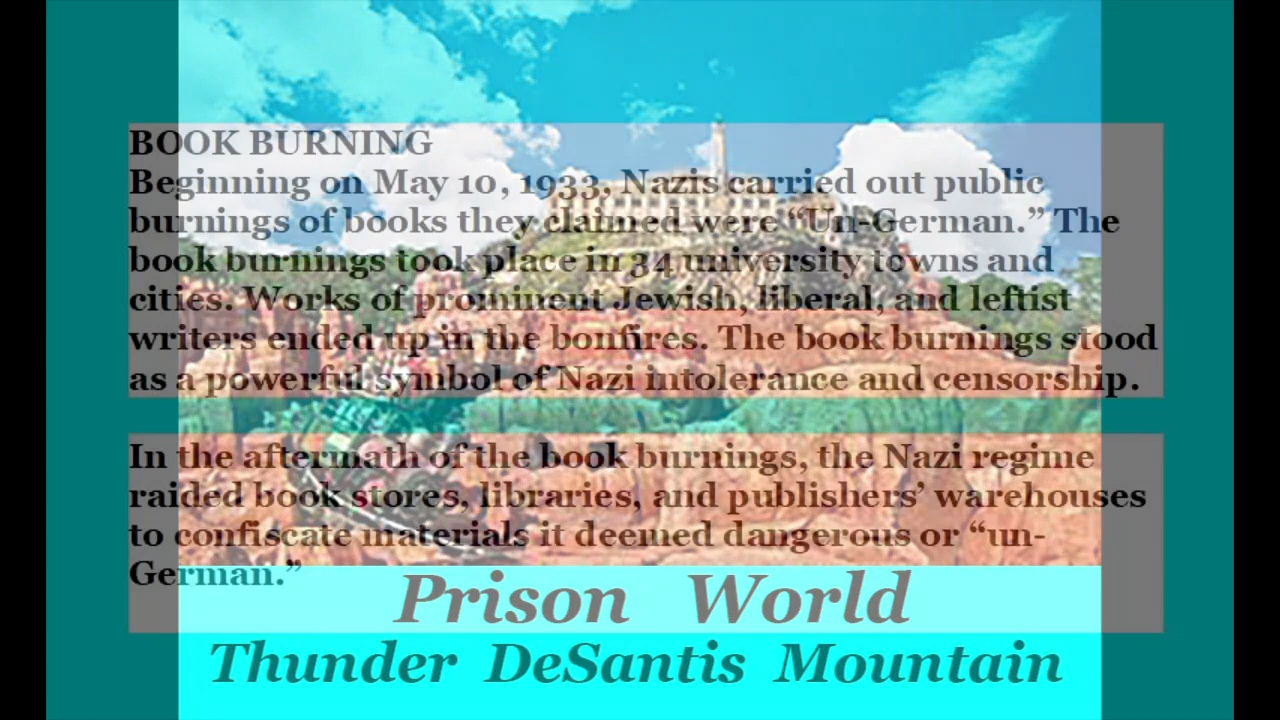 BOOK BURNING
Beginning on May 10, 1933, Nazis carried out public
burnings of books they claimed were “Un-German.” The
book burnings took place in 34 university towns and
cities. Works of prominent Jewish, liberal, and leftist
writers ended up in the bonfires. The book burnings stood
as a powerful symbol of Nazi intolerance and censorship.
In the aftermath of the book burnings, the Nazi regime
raided book stores, libraries, and publishers’ warehouses
to confiscate materials it deemed dangerous or “un-
German.”
Prison World
Thunder DeSantis Mountain